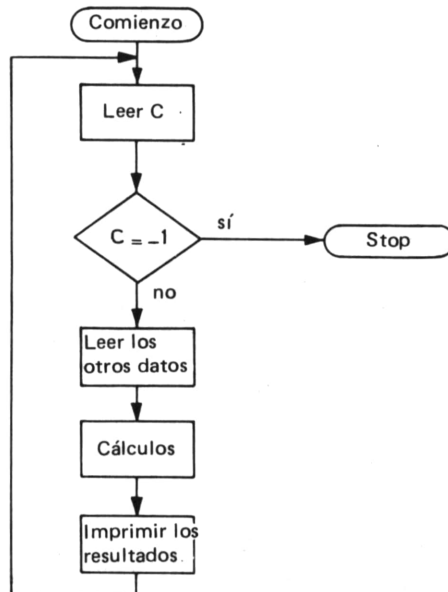 Comienzo
Leer C
C = -1
sí
Stop
no
Leer los
otros datos
Cálculos
Imprimir los
resultados